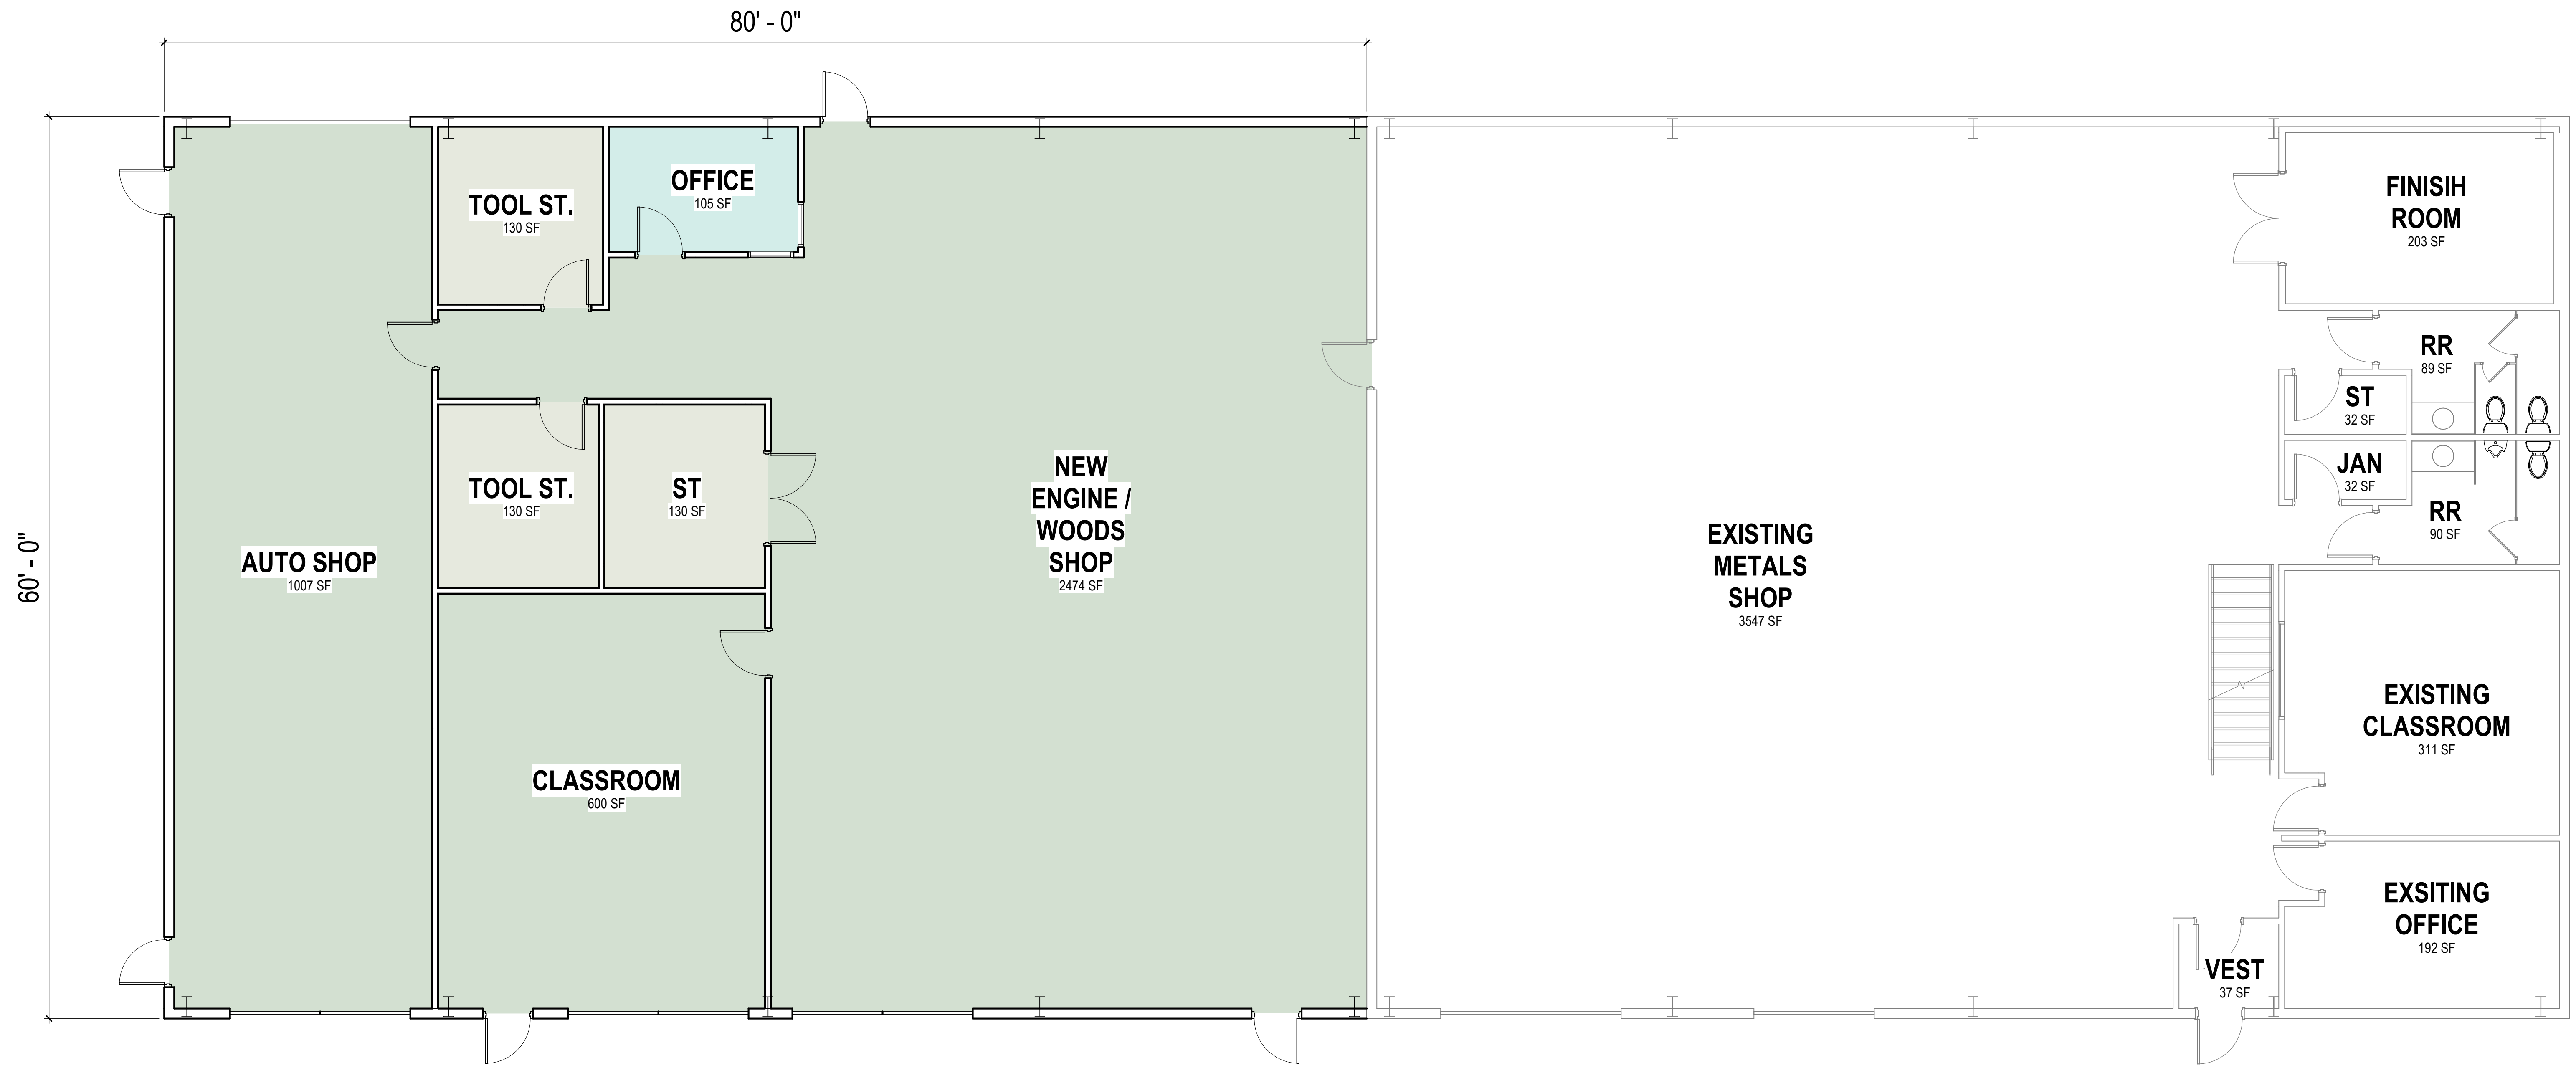 80' - 0"
60' - 0"
AUTO SHOP
1007 SF
TOOL ST.
130 SF
OFFICE
105 SF
TOOL ST.
130 SF
ST
130 SF
CLASSROOM
600 SF
NEW
ENGINE /
WOODS
SHOP
2474 SF
EXISTING
METALS
SHOP
3547 SF
FINISIH
ROOM
203 SF
RR
89 SF
ST
32 SF
JAN
32 SF
RR
90 SF
EXISTING
CLASSROOM
311 SF
EXSITING
OFFICE
192 SF
VEST
37 SF